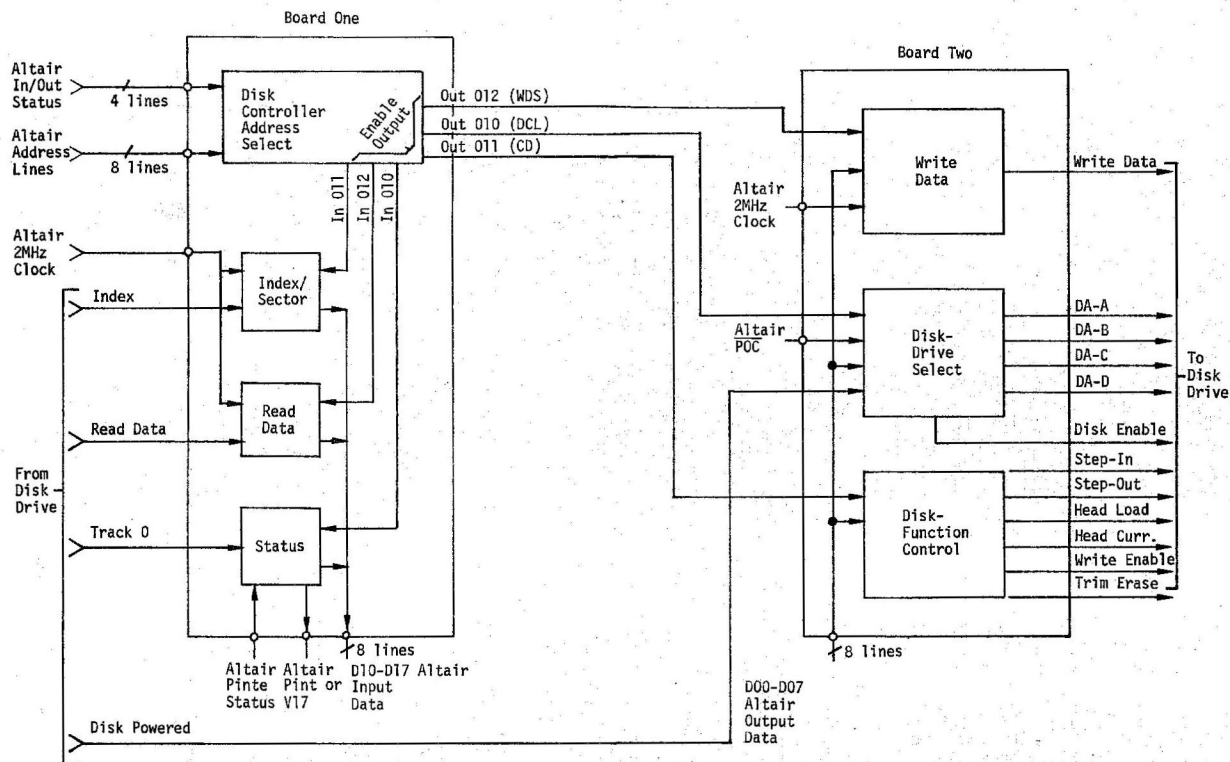 Board One
Altair
In/Out
Status
4 lines
Altair
Address
Lines
8 lines
Disk
Controller
Address
Select
Enable
Output
Out 012 (WDS)
Out 010 (DCL)
Out 011 (CD)
In 011
In 012
In 010
Altair
2MHz
Clock
Index
Index/
Sector
Read Data
Read
Data
From
Disk
Drive
Track 0
Status
Altair
Pinte
Status
Altair
Pint or
V17
8 lines
D10-D17 Altair
Input
Data
Disk Powered
Board Two
Write
Data
Write Data
Altair
2MHz
Clock
Altair
POC
Disk-
Drive
Select
DA-A
DA-B
DA-C
DA-D
To
Disk
Drive
Disk Enable
Disk-
Function
Control
Step-In
Step-Out
Head Load
Head Curr.
Write Enable
Trim Erase
8 lines
D00-D07
Altair
Output
Data